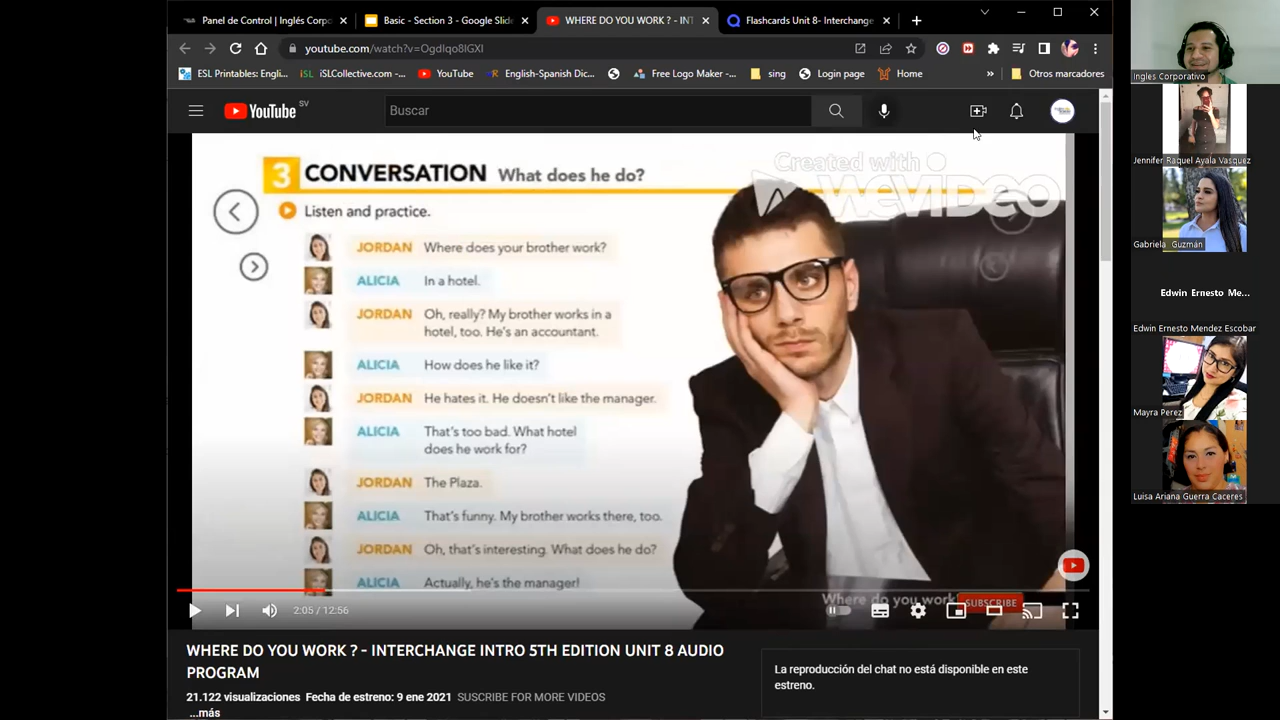 Panel de Control | Inglés Corpo
Basic - Section 3 - Google Slide
WHERE DO YOU WORK ? - INT
Flashcards Unit 8- Interchange
youtube.com/watch?v=OgdIqo8IGXI
ESL Printables: Engli...
iSL
iSLCollective.com -...
YouTube
English-Spanish Dic...
Free Logo Maker -...
sing
Login page
Home
»
Otros marcadores
YouTube
SV
Buscar
Created with
WEVIDEO
3 CONVERSATION What does he do?
Listen and practice.
JORDAN Where does your brother work?
ALICIA In a hotel.
JORDAN Oh, really? My brother works in a
hotel, too. He's an accountant.
ALICIA How does he like it?
JORDAN He hates it. He doesn't like the manager.
ALICIA That's too bad. What hotel
does he work for?
JORDAN The Plaza.
ALICIA That's funny. My brother works there, too.
JORDAN Oh, that's interesting. What does he do?
ALICIA Actually, he's the manager!
Where do you work
SUBSCRIBE
2:05 / 12:56
WHERE DO YOU WORK ? - INTERCHANGE INTRO 5TH EDITION UNIT 8 AUDIO
PROGRAM
21.122 visualizaciones Fecha de estreno: 9 ene 2021 SUSCRIBE FOR MORE VIDEOS
...más
La reproducción del chat no está disponible en este
estreno.
Ingles Corporativo
Jennifer Raquel Ayala Vasquez
Gabriela Guzmán
Edwin Ernesto Me...
Edwin Ernesto Mendez Escobar
Mayra Perez
Luisa Ariana Guerra Caceres